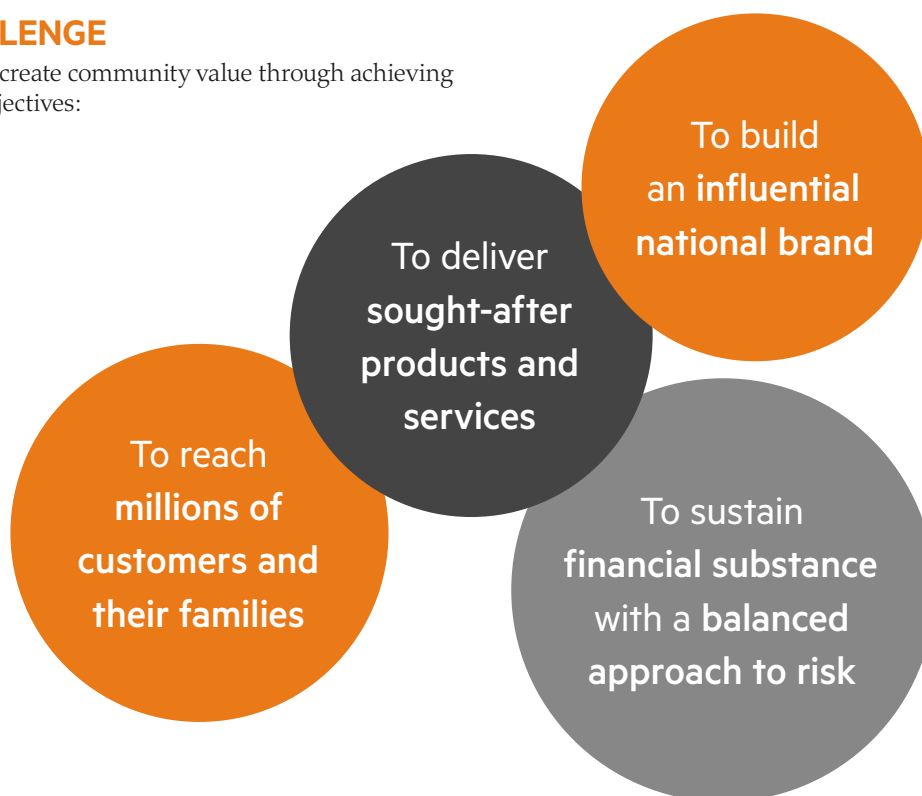 LENGE
create community value through achieving
jectives:
To build
an influential
national brand
To deliver
sought-after
products and
services
To reach
millions of
customers and
their families
To sustain
financial substance
with a balanced
approach to risk